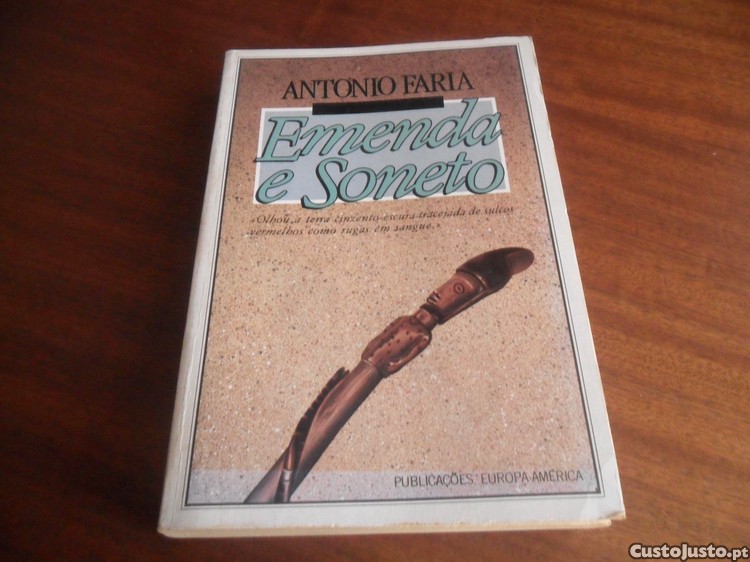 ANTONIO FARIA
Emenda
e Soneto
«Olhou a terra cinzento-escura tracejada de sulcos
vermelhos como rugas em sangue.»
PUBLICAÇÕES EUROPA-AMÉRICA
CustoJusto.pt